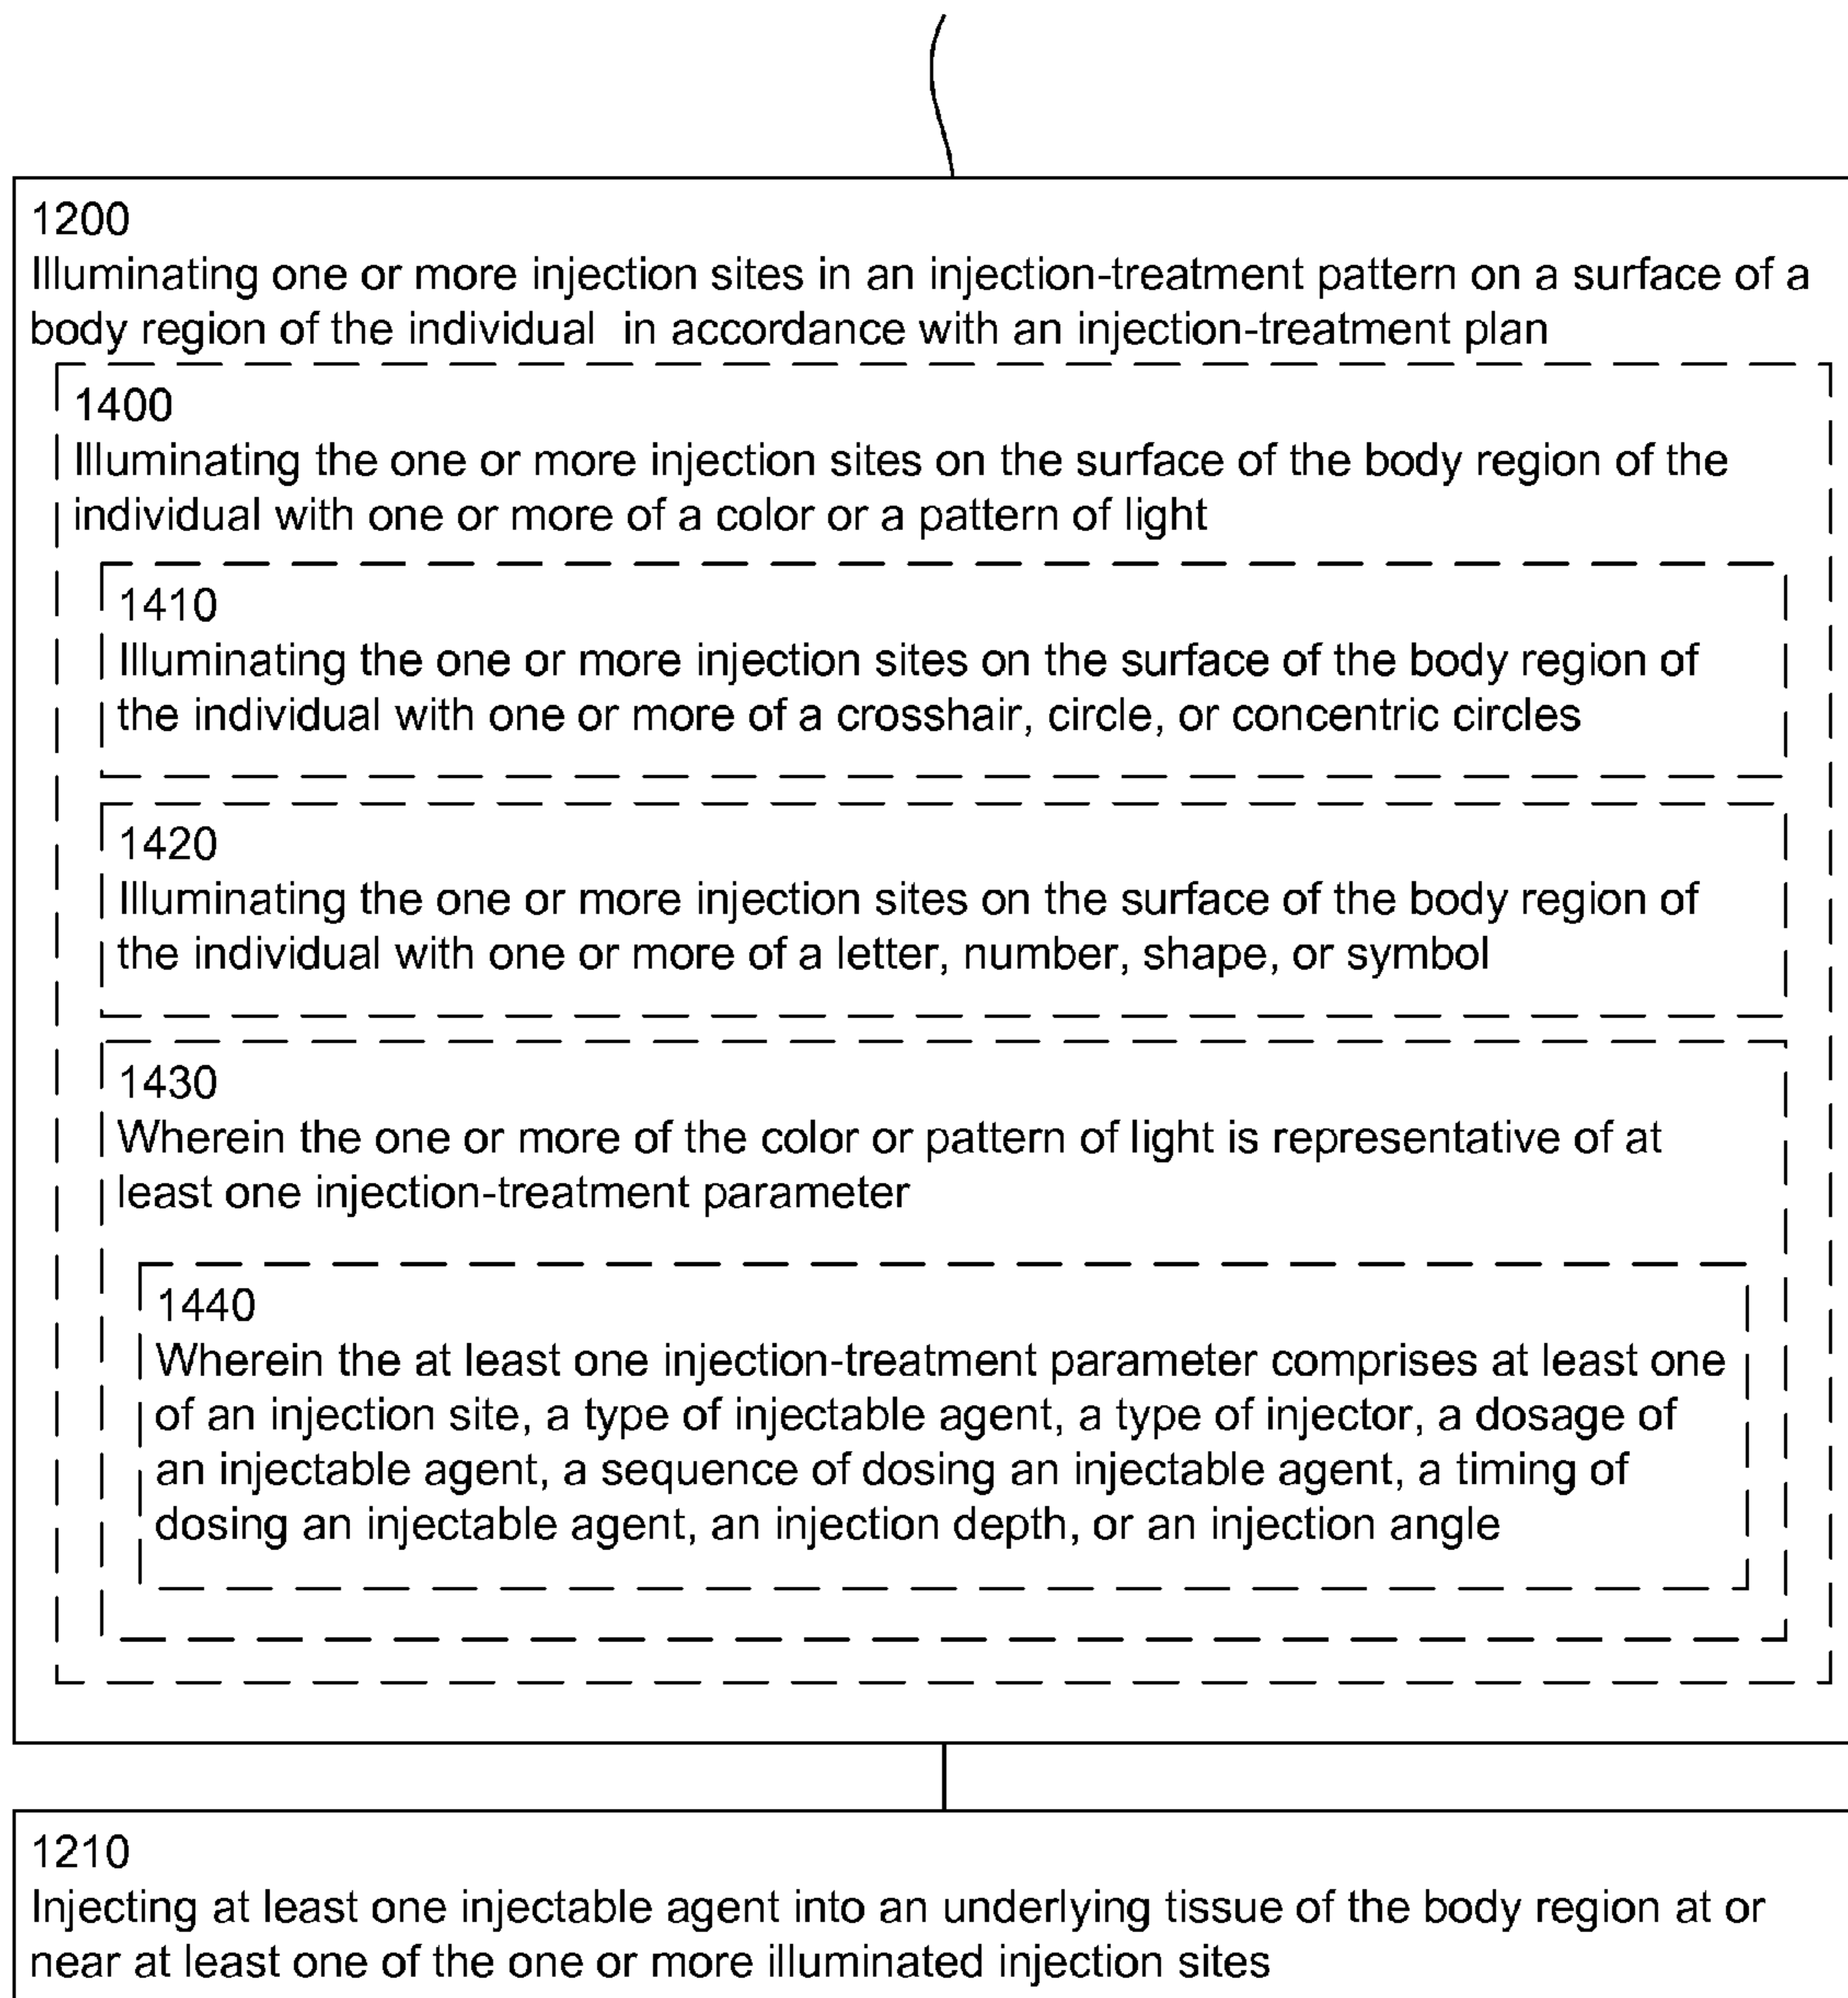 1200
Illuminating one or more injection sites in an injection-treatment pattern on a surface of a
body region of the individual  in accordance with an injection-treatment plan
1400
Illuminating the one or more injection sites on the surface of the body region of the
individual with one or more of a color or a pattern of light
1410
Illuminating the one or more injection sites on the surface of the body region of
the individual with one or more of a crosshair, circle, or concentric circles
1420
Illuminating the one or more injection sites on the surface of the body region of
the individual with one or more of a letter, number, shape, or symbol
1430
Wherein the one or more of the color or pattern of light is representative of at
least one injection-treatment parameter
1440
Wherein the at least one injection-treatment parameter comprises at least one
of an injection site, a type of injectable agent, a type of injector, a dosage of
an injectable agent, a sequence of dosing an injectable agent, a timing of
dosing an injectable agent, an injection depth, or an injection angle
1210
Injecting at least one injectable agent into an underlying tissue of the body region at or
near at least one of the one or more illuminated injection sites